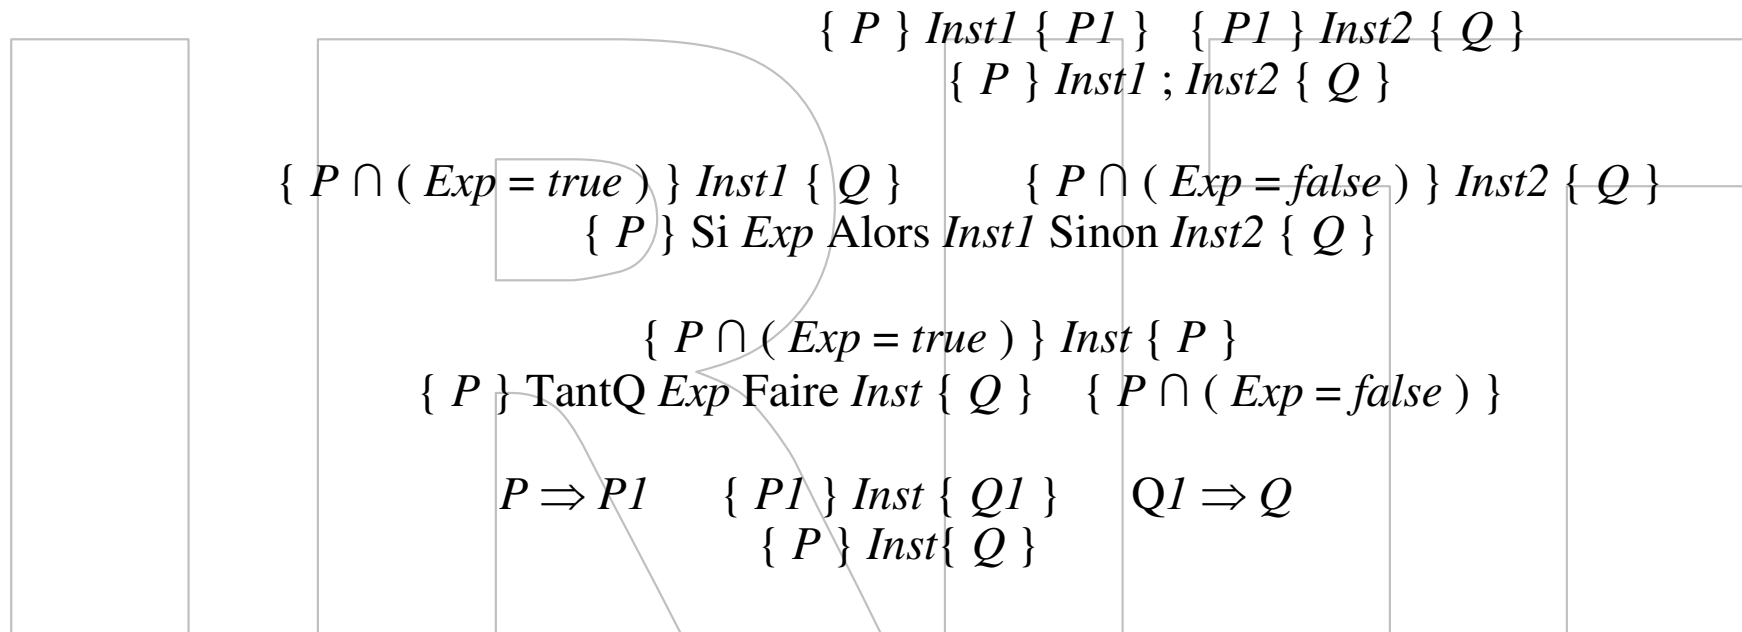 { P } Inst1 { P1 } { P1 } Inst2 { Q }
{ P } Inst1 ; Inst2 { Q }
{ P ∩ ( Exp = true ) } Inst1 { Q } { P ∩ ( Exp = false ) } Inst2 { Q }
{ P } Si Exp Alors Inst1 Sinon Inst2 { Q }
{ P ∩ ( Exp = true ) } Inst { P }
{ P } TantQ Exp Faire Inst { Q } { P ∩ ( Exp = false ) }
P ⇒ P1 { P1 } Inst { Q1 } Q1 ⇒ Q
{ P } Inst{ Q }